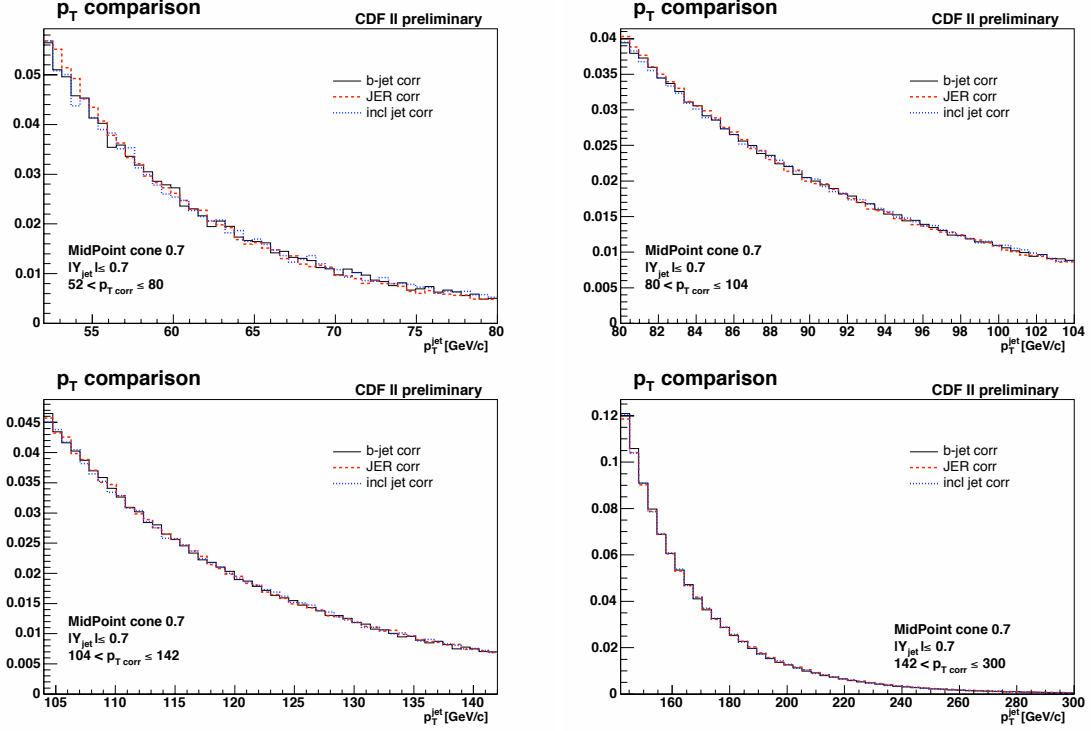 p_T comparison
CDF II preliminary
b-jet corr
JER corr
incl jet corr
0.05
0.04
0.03
0.02
0.01
0
MidPoint cone 0.7
|Y_jet|≤ 0.7
52 < p_T corr ≤ 80
55 60 65 70 75 80
p_T^jet [GeV/c]
p_T comparison
CDF II preliminary
b-jet corr
JER corr
incl jet corr
0.04
0.035
0.03
0.025
0.02
0.015
0.01
0.005
0
MidPoint cone 0.7
|Y_jet|≤ 0.7
80 < p_T corr ≤ 104
80 82 84 86 88 90 92 94 96 98 100 102 104
p_T^jet [GeV/c]
p_T comparison
CDF II preliminary
b-jet corr
JER corr
incl jet corr
0.045
0.04
0.035
0.03
0.025
0.02
0.015
0.01
0.005
0
MidPoint cone 0.7
|Y_jet|≤ 0.7
104 < p_T corr ≤ 142
105 110 115 120 125 130 135 140
p_T^jet [GeV/c]
p_T comparison
CDF II preliminary
b-jet corr
JER corr
incl jet corr
0.12
0.1
0.08
0.06
0.04
0.02
0
MidPoint cone 0.7
|Y_jet|≤ 0.7
142 < p_T corr ≤ 300
160 180 200 220 240 260 280 300
p_T^jet [GeV/c]